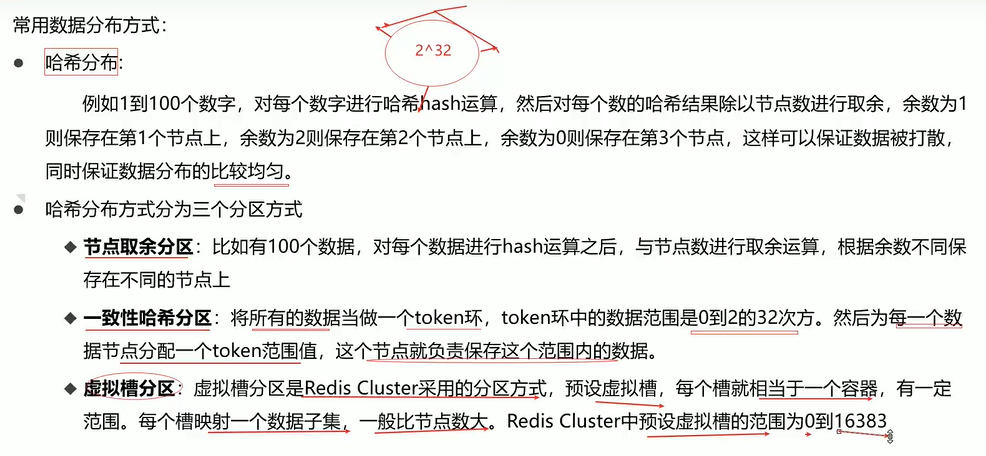 常用数据分布方式：
2^32
哈希分布：
例如1到100个数字，对每个数字进行哈希hash运算，然后对每个数的哈希结果除以节点数进行取余，余数为1
则保存在第1个节点上，余数为2则保存在第2个节点上，余数为0则保存在第3个节点，这样可以保证数据被打散，
同时保证数据分布的比较均匀。
哈希分布方式分为三个分区方式
节点取余分区：比如有100个数据，对每个数据进行hash运算之后，与节点数进行取余运算，根据余数不同保
存在不同的节点上
一致性哈希分区：将所有的数据当做一个token环，token环中的数据范围是0到2的32次方。然后为每一个数
据节点分配一个token范围值，这个节点就负责保存这个范围内的数据。
虚拟槽分区：虚拟槽分区是Redis Cluster采用的分区方式，预设虚拟槽，每个槽就相当于一个容器，有一定
范围。每个槽映射一个数据子集，一般比节点数大。Redis Cluster中预设虚拟槽的范围为0到16383